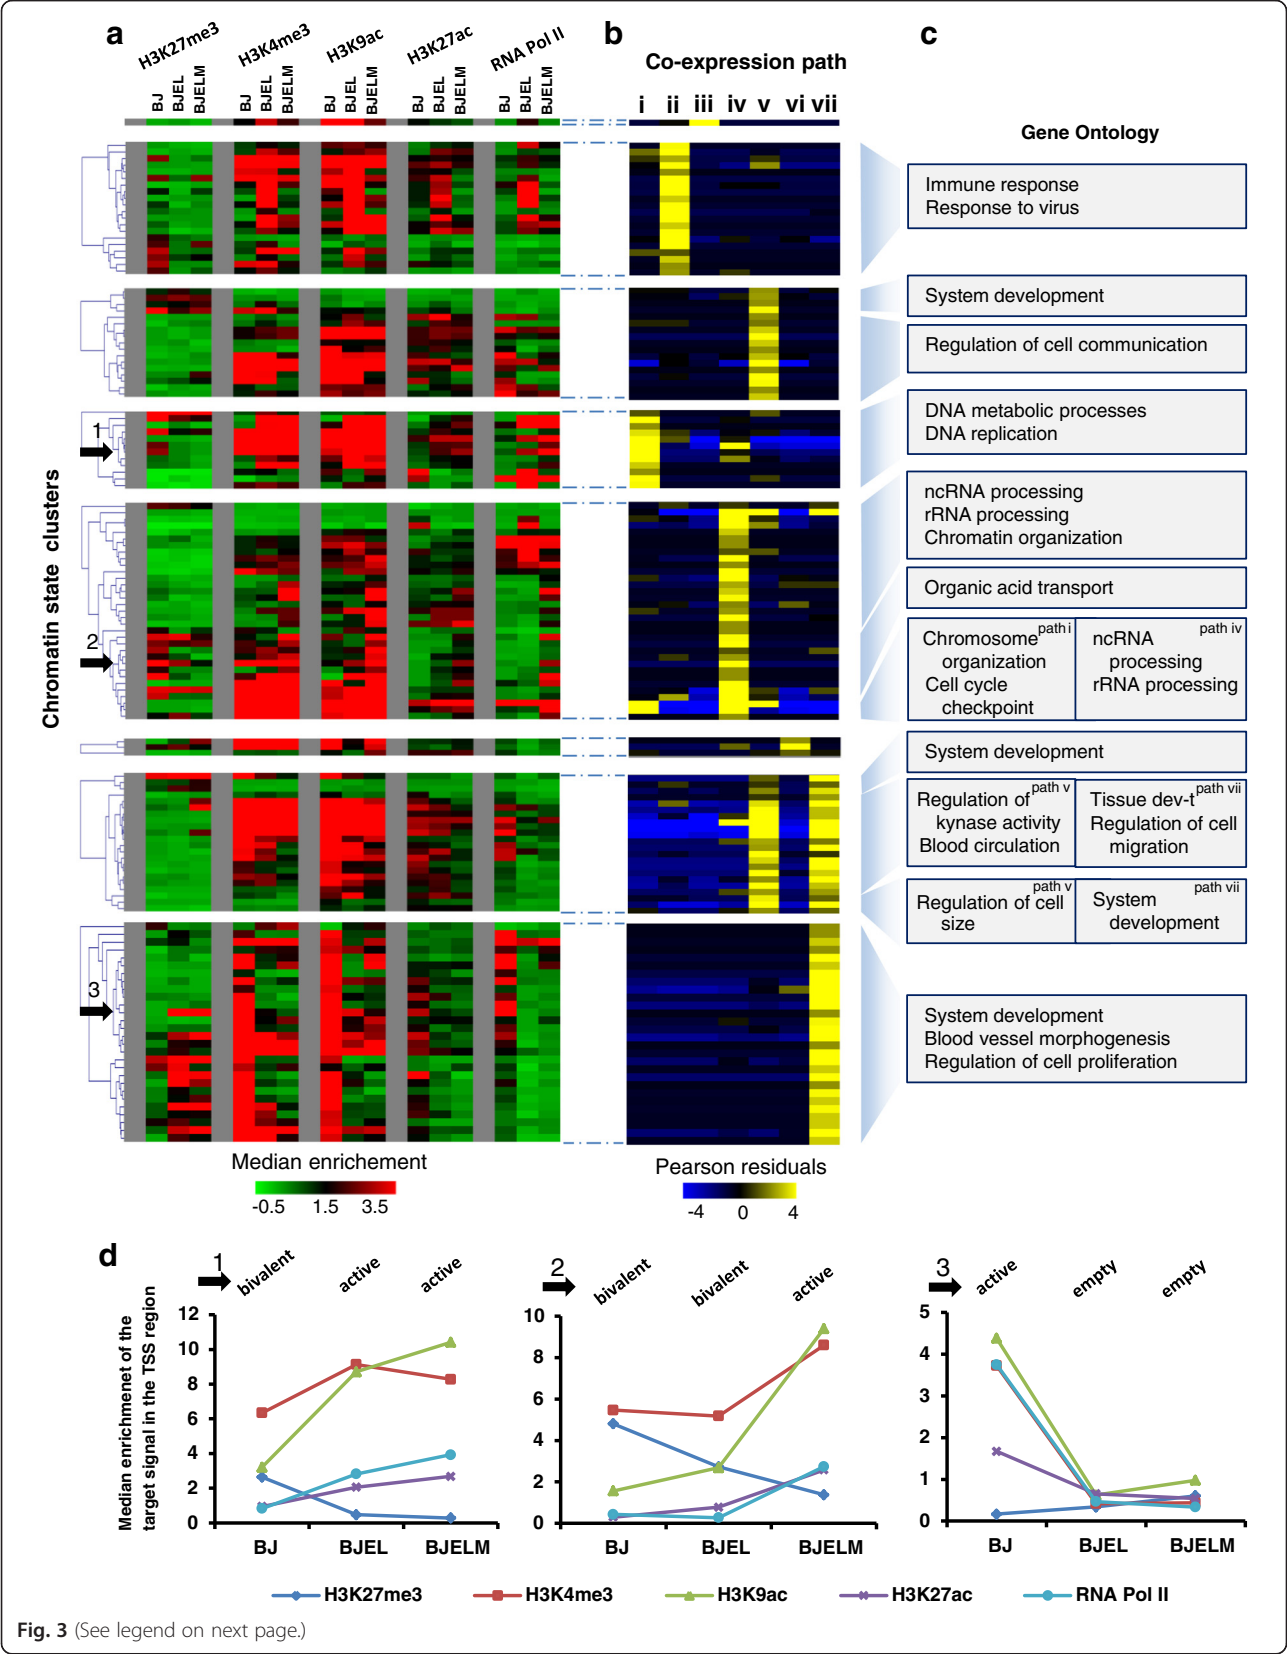 a
H3K27me3
H3K4me3
H3K9ac
H3K27ac
RNA Pol II
BJ
BJEL
BJELM
BJ
BJEL
BJELM
BJ
BJEL
BJELM
BJ
BJEL
BJELM
BJ
BJEL
BJELM
b
Co-expression path
i ii iii iv v vi vii
c
Gene Ontology
Immune response
Response to virus
System development
Regulation of cell communication
DNA metabolic processes
DNA replication
ncRNA processing
rRNA processing
Chromatin organization
Organic acid transport
Chromosome path i
organization
Cell cycle
checkpoint
ncRNA path iv
processing
rRNA processing
System development
Regulation of path v
kynase activity
Blood circulation
Tissue dev-t path vii
Regulation of cell
migration
path v
Regulation of cell
size
path vii
System
development
System development
Blood vessel morphogenesis
Regulation of cell proliferation
Chromatin state clusters
1
2
3
Median enrichement
-0.5 1.5 3.5
Pearson residuals
-4 0 4
d
Median enrichmenet of the
target signal in the TSS region
1
bivalent
active
active
12
10
8
6
4
2
0
BJ BJEL BJELM
2
bivalent
bivalent
active
10
8
6
4
2
0
BJ BJEL BJELM
3
active
empty
empty
5
4
3
2
1
0
BJ BJEL BJELM
H3K27me3 H3K4me3 H3K9ac H3K27ac RNA Pol II
Fig. 3 (See legend on next page.)